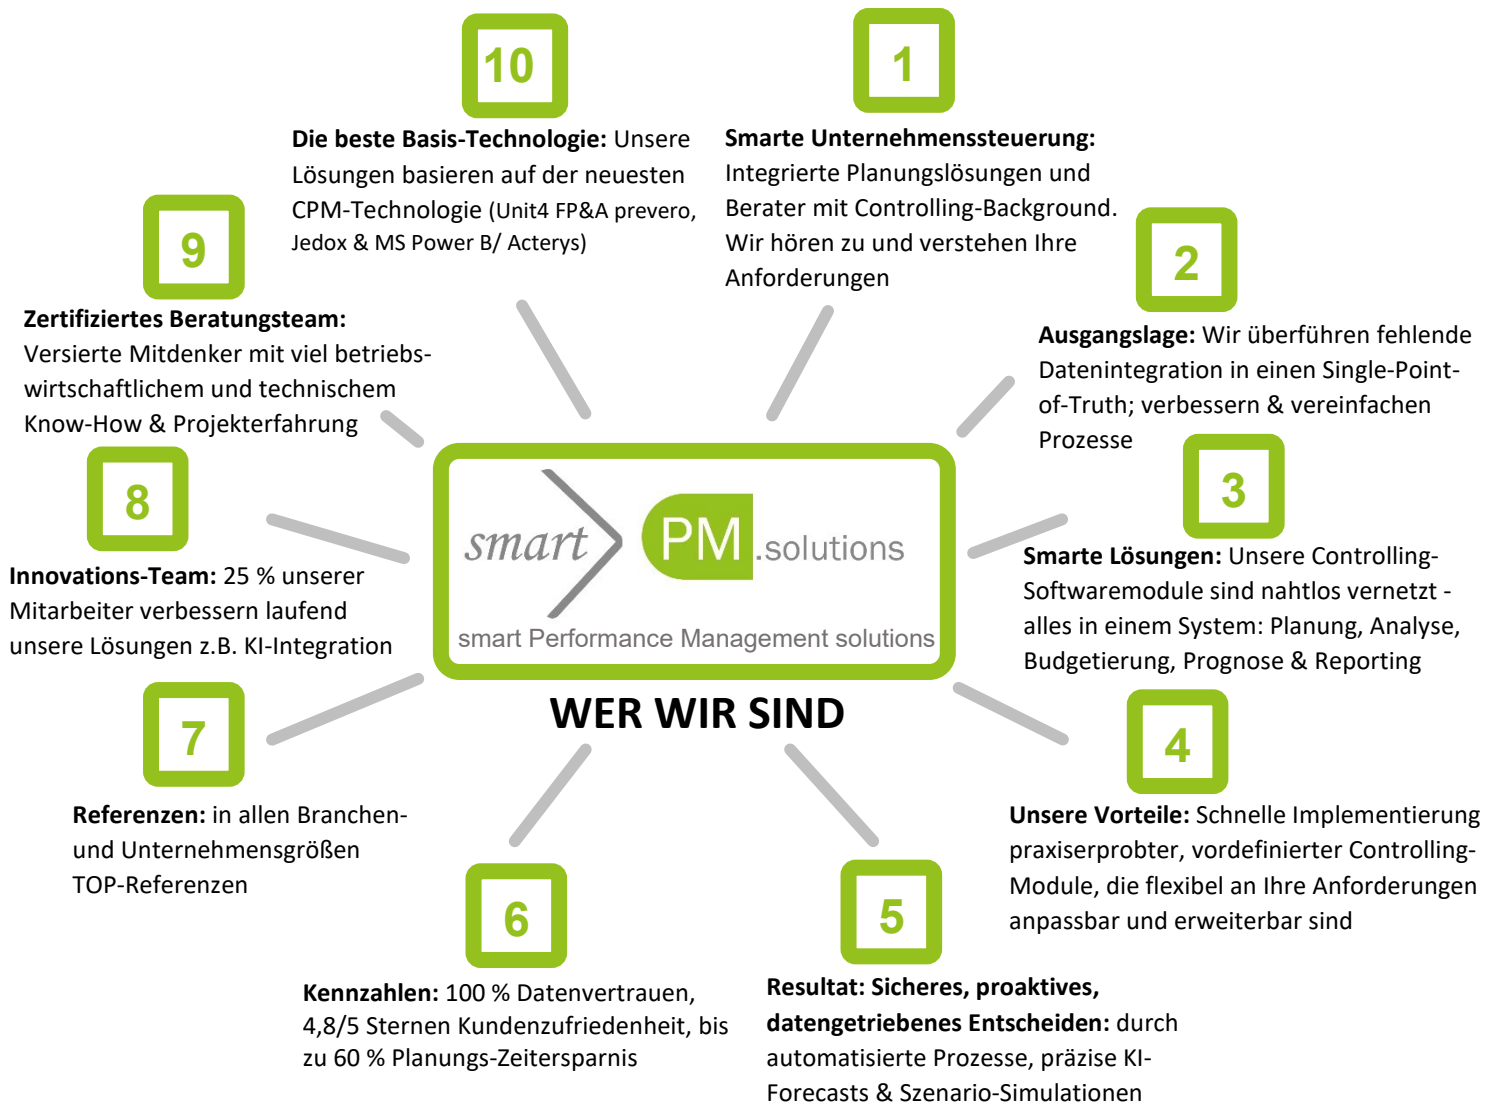 10
Die beste Basis-Technologie: Unsere
Lösungen basieren auf der neuesten
CPM-Technologie (Unit4 FP&A prevero,
Jedox & MS Power B/ Acterys)
1
Smarte Unternehmenssteuerung:
Integrierte Planungslösungen und
Berater mit Controlling-Background.
Wir hören zu und verstehen Ihre
Anforderungen
9
Zertifiziertes Beratungsteam:
Versierte Mitdenker mit viel betriebs-
wirtschaftlichem und technischem
Know-How & Projekterfahrung
2
Ausgangslage: Wir überführen fehlende
Datenintegration in einen Single-Point-
of-Truth; verbessern & vereinfachen
Prozesse
8
Innovations-Team: 25 % unserer
Mitarbeiter verbessern laufend
unsere Lösungen z.B. KI-Integration
smart PM.solutions
smart Performance Management solutions
WER WIR SIND
3
Smarte Lösungen: Unsere Controlling-
Softwaremodule sind nahtlos vernetzt -
alles in einem System: Planung, Analyse,
Budgetierung, Prognose & Reporting
7
Referenzen: in allen Branchen-
und Unternehmensgrößen
TOP-Referenzen
4
Unsere Vorteile: Schnelle Implementierung
praxiserprobter, vordefinierter Controlling-
Module, die flexibel an Ihre Anforderungen
anpassbar und erweiterbar sind
6
Kennzahlen: 100 % Datenvertrauen,
4,8/5 Sternen Kundenzufriedenheit, bis
zu 60 % Planungs-Zeitersparnis
5
Resultat: Sicheres, proaktives,
datengetriebenes Entscheiden: durch
automatisierte Prozesse, präzise KI-
Forecasts & Szenario-Simulationen